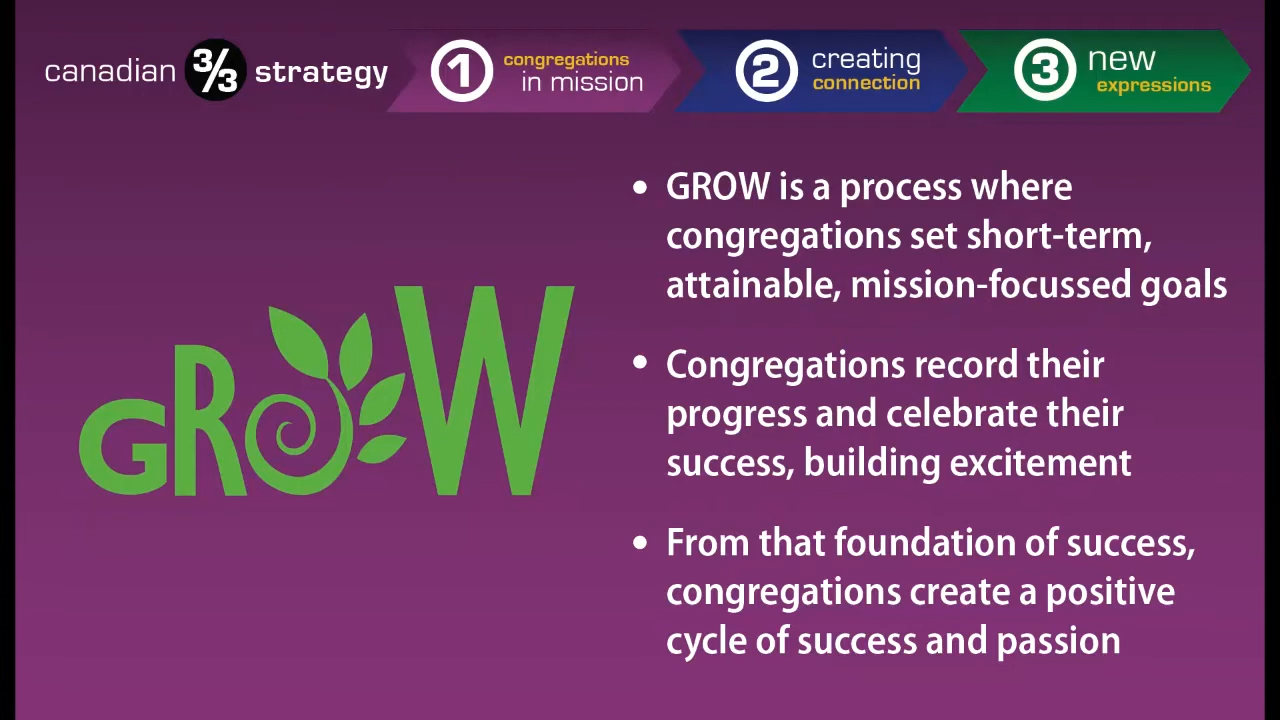 canadian 3/3 strategy
1 congregations
in mission
2 creating
connection
3 new
expressions
GROW
• GROW is a process where
congregations set short-term,
attainable, mission-focussed goals
• Congregations record their
progress and celebrate their
success, building excitement
• From that foundation of success,
congregations create a positive
cycle of success and passion